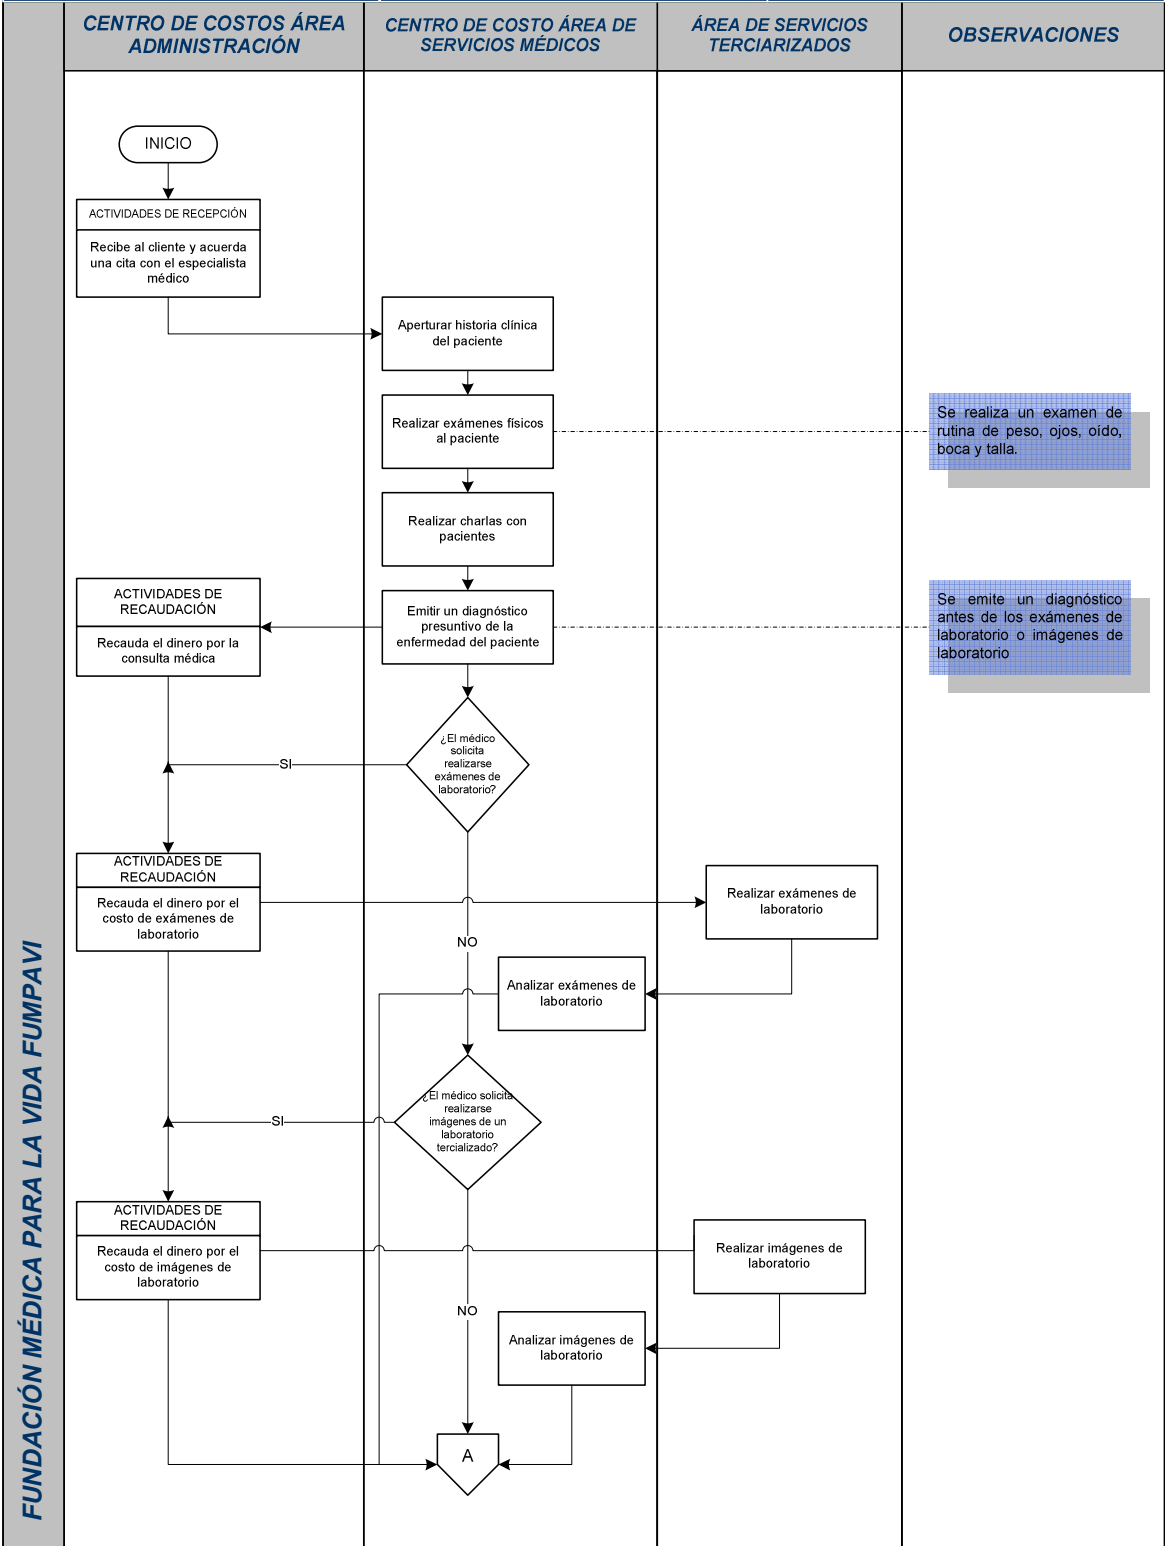 CENTRO DE COSTOS ÁREA
ADMINISTRACIÓN
CENTRO DE COSTO ÁREA DE
SERVICIOS MÉDICOS
ÁREA DE SERVICIOS
TERCIARIZADOS
OBSERVACIONES
FUNDACIÓN MÉDICA PARA LA VIDA FUMPAVI
INICIO
ACTIVIDADES DE RECEPCIÓN
Recibe al cliente y acuerda
una cita con el especialista
médico
Aperturar historia clínica
del paciente
Realizar exámenes físicos
al paciente
Se realiza un examen de
rutina de peso, ojos, oído,
boca y talla.
Realizar charlas con
pacientes
ACTIVIDADES DE
RECAUDACIÓN
Recauda el dinero por la
consulta médica
Emitir un diagnóstico
presuntivo de la
enfermedad del paciente
Se emite un diagnóstico
antes de los exámenes de
laboratorio o imágenes de
laboratorio
¿El médico
solicita
realizarse
exámenes de
laboratorio?
SI
ACTIVIDADES DE
RECAUDACIÓN
Recauda el dinero por el
costo de exámenes de
laboratorio
Realizar exámenes de
laboratorio
NO
Analizar exámenes de
laboratorio
¿El médico solicita
realizarse
imágenes de un
laboratorio
tercializado?
SI
ACTIVIDADES DE
RECAUDACIÓN
Recauda el dinero por el
costo de imágenes de
laboratorio
Realizar imágenes de
laboratorio
NO
Analizar imágenes de
laboratorio
A